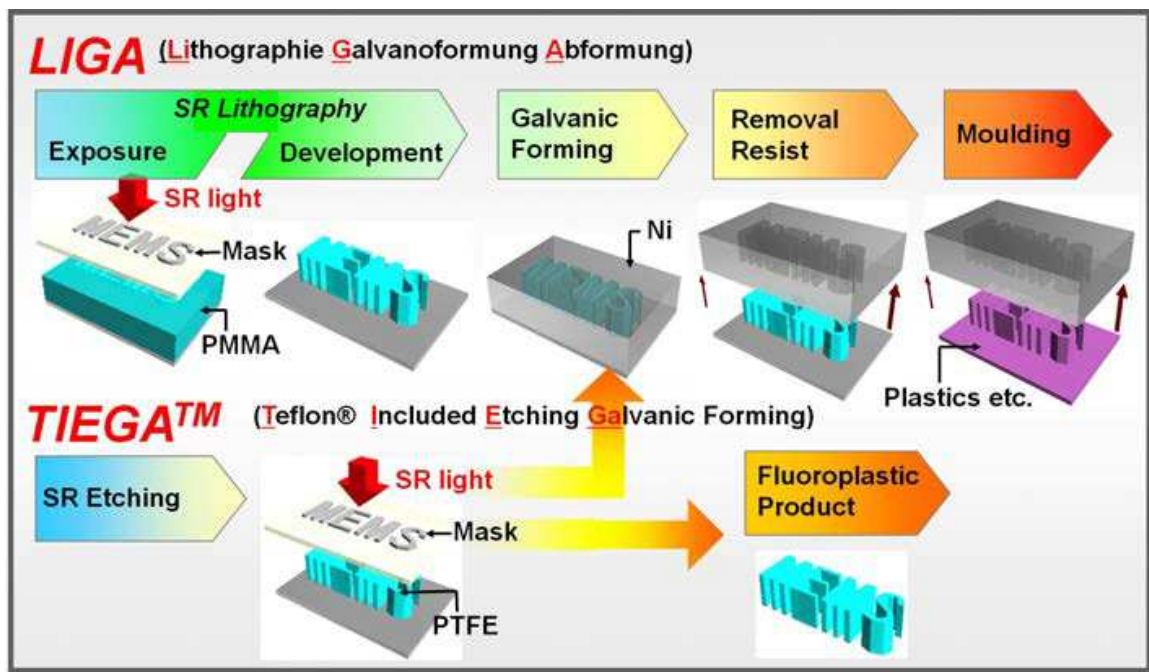 LIGA (Lithographie Galvanoformung Abformung)
SR Lithography
Exposure
Development
Galvanic
Forming
Removal
Resist
Moulding
SR light
MEMS
Mask
PMMA
Ni
Plastics etc.
TIEGA™ (Teflon® Included Etching Galvanic Forming)
SR Etching
SR light
MEMS
Mask
PTFE
Fluoroplastic
Product